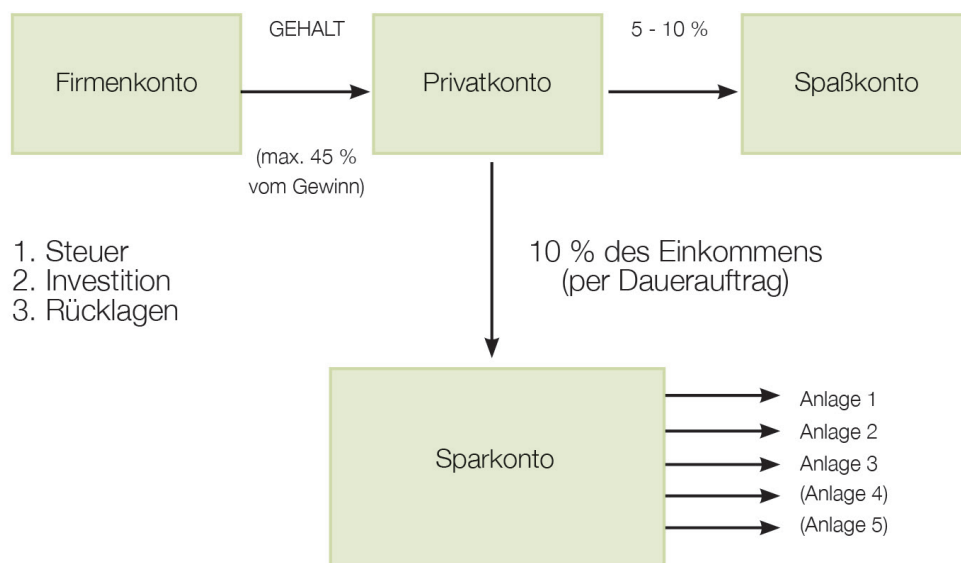 GEHALT
5 - 10 %
Firmenkonto
Privatkonto
Spaßkonto
(max. 45 %
vom Gewinn)
1. Steuer
2. Investition
3. Rücklagen
10 % des Einkommens
(per Dauerauftrag)
Sparkonto
Anlage 1
Anlage 2
Anlage 3
(Anlage 4)
(Anlage 5)